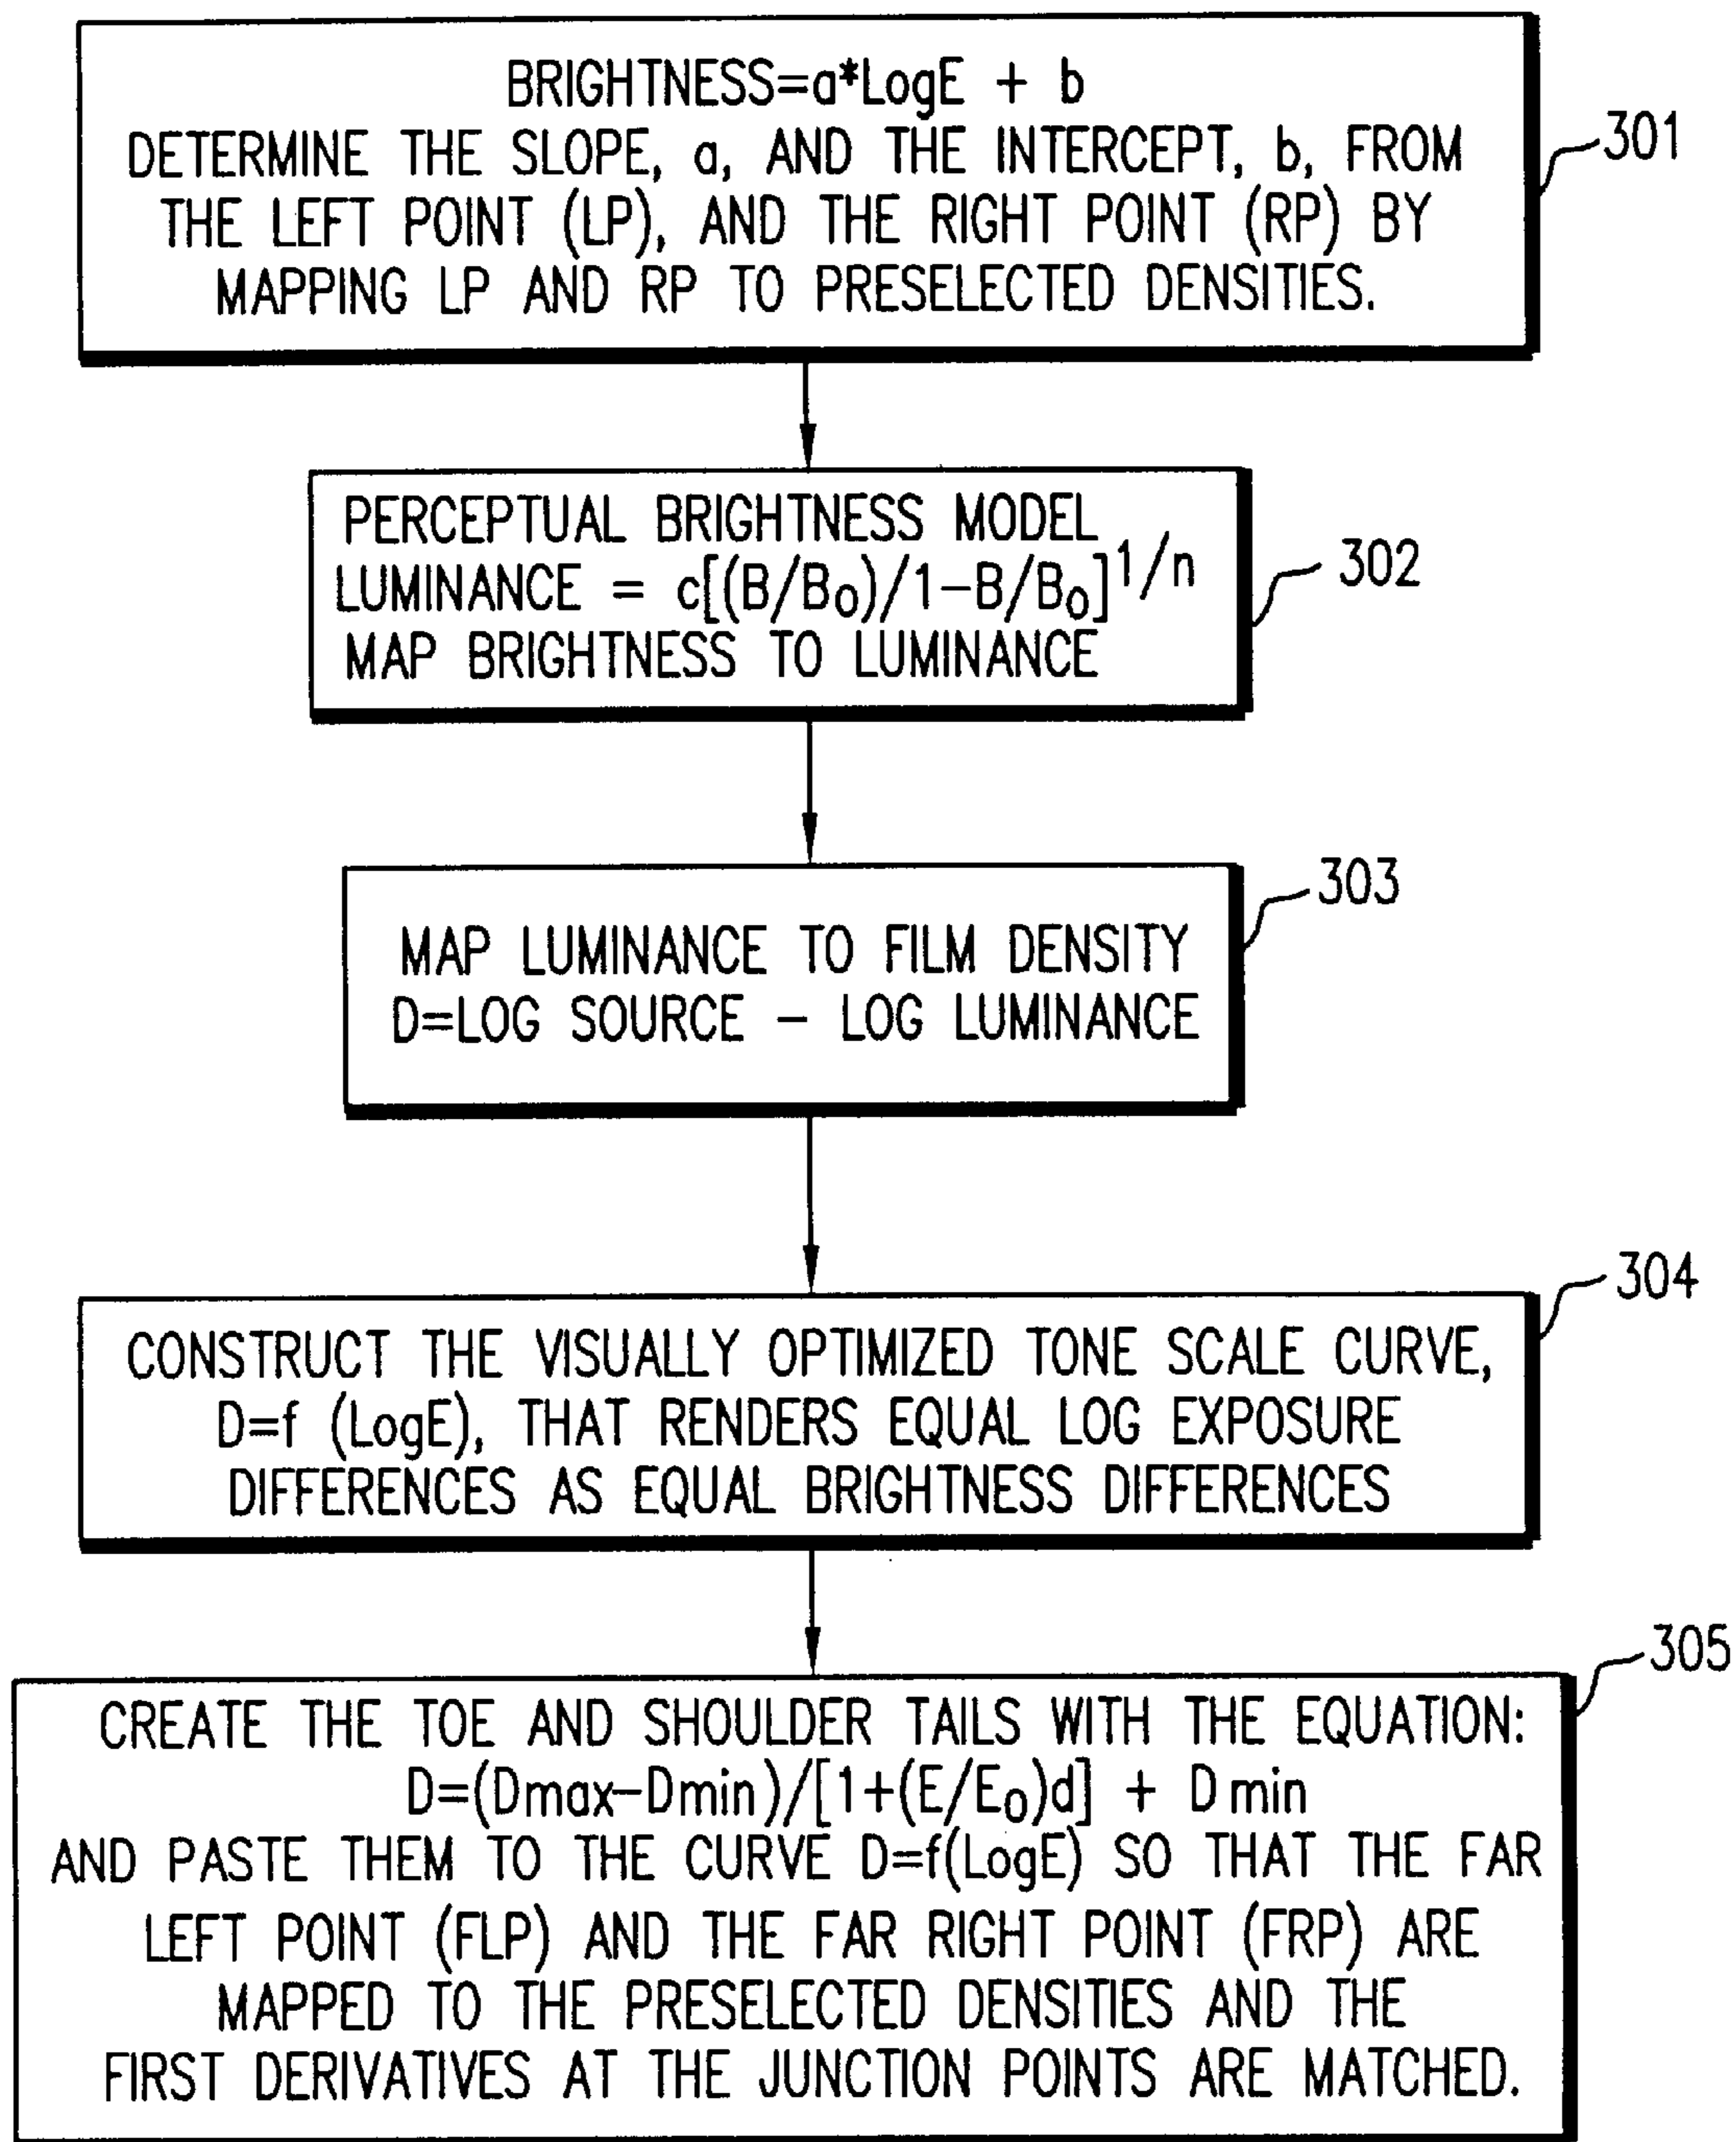 BRIGHTNESS=a*LogE + b
DETERMINE THE SLOPE, a, AND THE INTERCEPT, b, FROM
THE LEFT POINT (LP), AND THE RIGHT POINT (RP) BY
MAPPING LP AND RP TO PRESELECTED DENSITIES.
301
PERCEPTUAL BRIGHTNESS MODEL
LUMINANCE = c[(B/B0)/1-B/B0]1/n
MAP BRIGHTNESS TO LUMINANCE
302
MAP LUMINANCE TO FILM DENSITY
D=LOG SOURCE - LOG LUMINANCE
303
CONSTRUCT THE VISUALLY OPTIMIZED TONE SCALE CURVE,
D=f (LogE), THAT RENDERS EQUAL LOG EXPOSURE
DIFFERENCES AS EQUAL BRIGHTNESS DIFFERENCES
304
CREATE THE TOE AND SHOULDER TAILS WITH THE EQUATION:
D=(Dmax-Dmin)/[1+(E/E0)d] + Dmin
AND PASTE THEM TO THE CURVE D=f(LogE) SO THAT THE FAR
LEFT POINT (FLP) AND THE FAR RIGHT POINT (FRP) ARE
MAPPED TO THE PRESELECTED DENSITIES AND THE
FIRST DERIVATIVES AT THE JUNCTION POINTS ARE MATCHED.
305